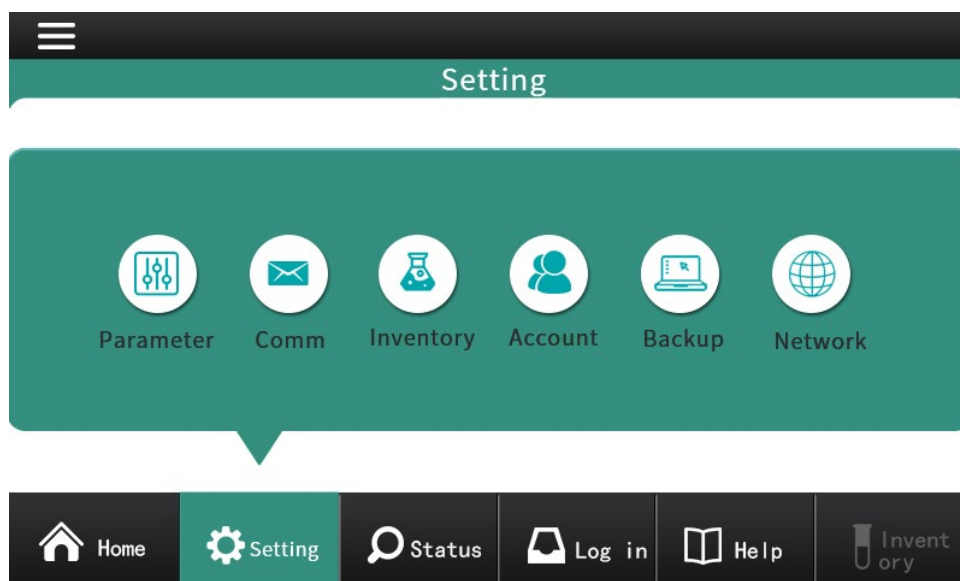 Setting
Parameter
Comm
Inventory
Account
Backup
Network
Home
Setting
Status
Log in
Help
Invent
ory